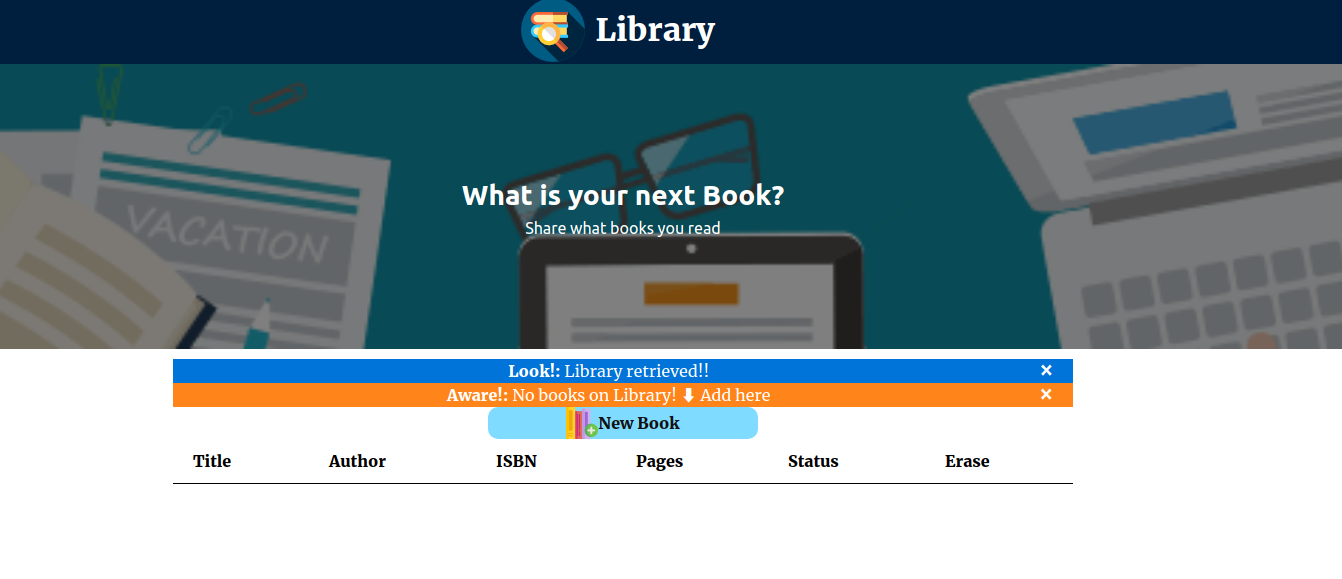 Library
VACATION
What is your next Book?
Share what books you read
Look!: Library retrieved!! ×
Aware!: No books on Library! ⬇ Add here ×
New Book
Title Author ISBN Pages Status Erase